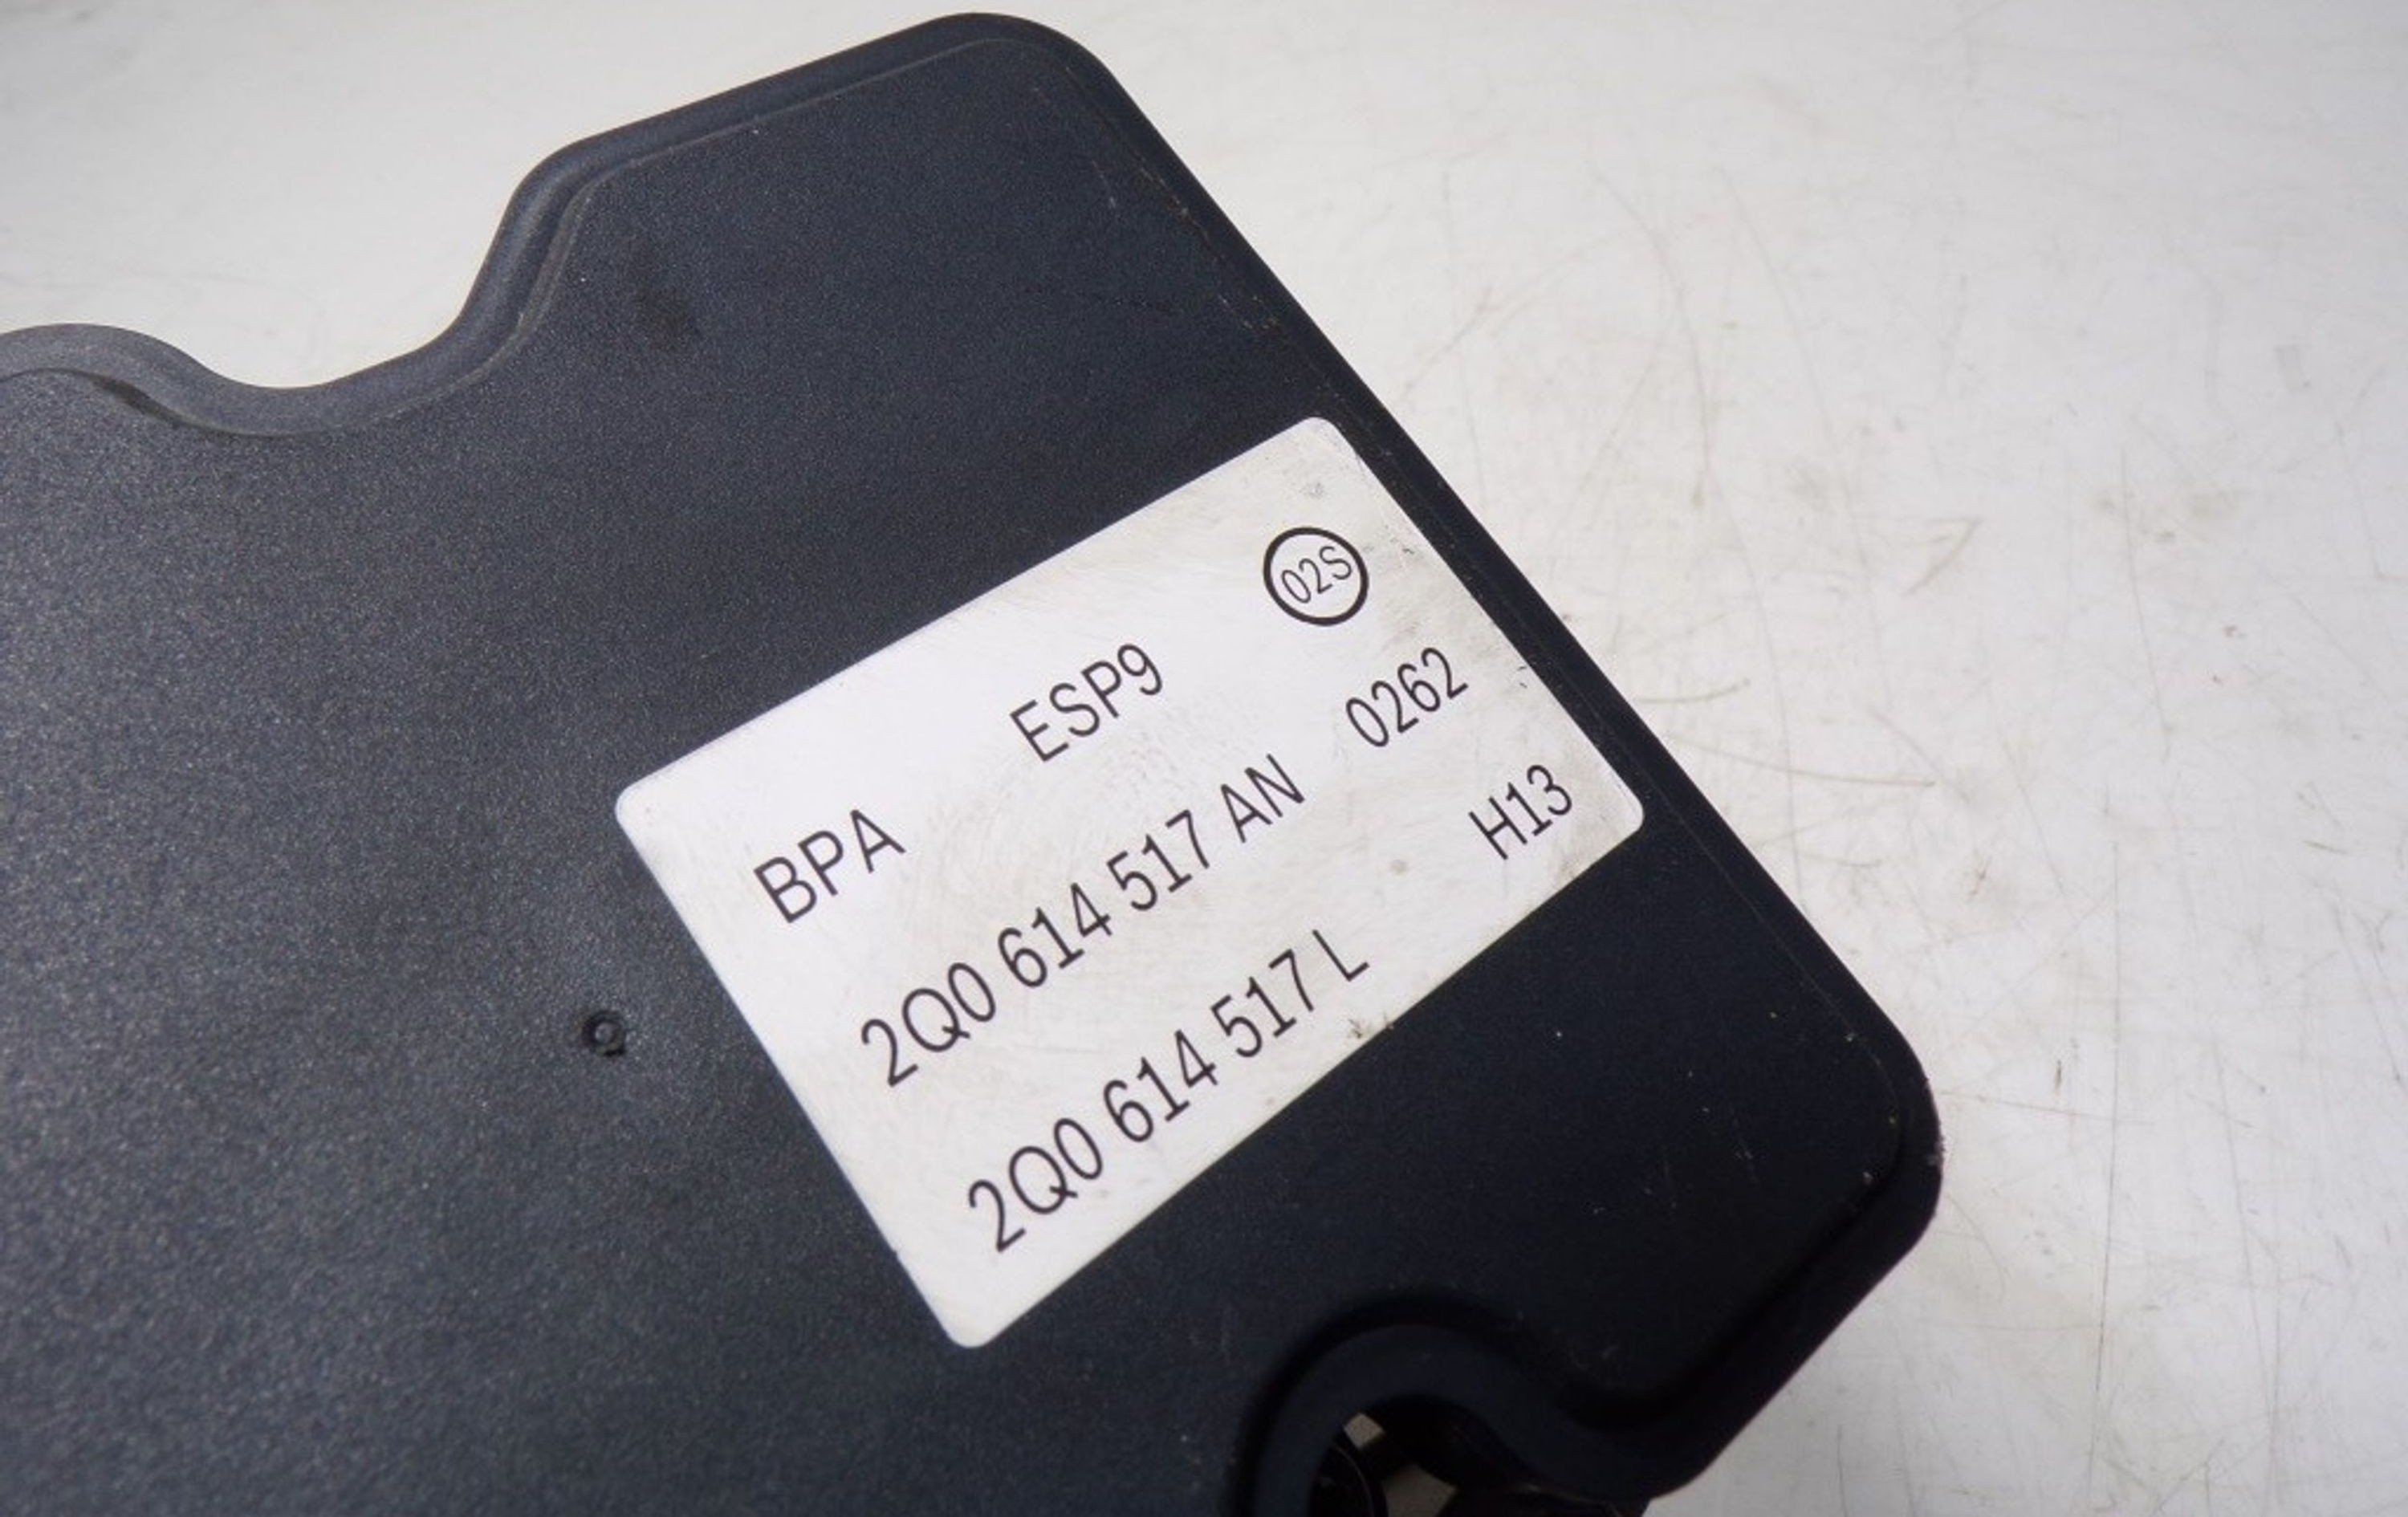 02S
BPA ESP9
2Q0 614 517 AN 0262
2Q0 614 517 L H13